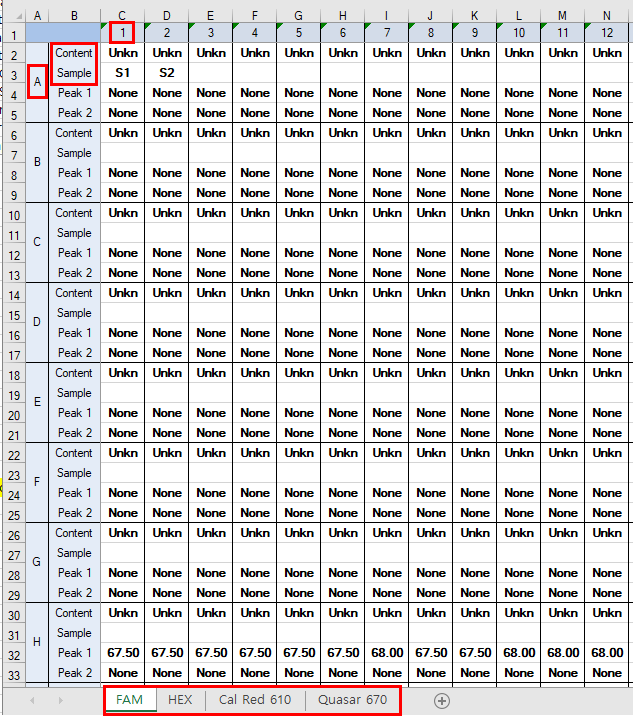 A B C D E F G H I J K L M N
1 1 2 3 4 5 6 7 8 9 10 11 12
2 Content Unkn Unkn Unkn Unkn Unkn Unkn Unkn Unkn Unkn Unkn Unkn Unkn
3 A Sample S1 S2
4 Peak 1 None None None None None None None None None None None None
5 Peak 2 None None None None None None None None None None None None
6 Content Unkn Unkn Unkn Unkn Unkn Unkn Unkn Unkn Unkn Unkn Unkn Unkn
7 B Sample
8 Peak 1 None None None None None None None None None None None None
9 Peak 2 None None None None None None None None None None None None
10 Content Unkn Unkn Unkn Unkn Unkn Unkn Unkn Unkn Unkn Unkn Unkn Unkn
11 C Sample
12 Peak 1 None None None None None None None None None None None None
13 Peak 2 None None None None None None None None None None None None
14 Content Unkn Unkn Unkn Unkn Unkn Unkn Unkn Unkn Unkn Unkn Unkn Unkn
15 D Sample
16 Peak 1 None None None None None None None None None None None None
17 Peak 2 None None None None None None None None None None None None
18 Content Unkn Unkn Unkn Unkn Unkn Unkn Unkn Unkn Unkn Unkn Unkn Unkn
19 E Sample
20 Peak 1 None None None None None None None None None None None None
21 Peak 2 None None None None None None None None None None None None
22 Content Unkn Unkn Unkn Unkn Unkn Unkn Unkn Unkn Unkn Unkn Unkn Unkn
23 F Sample
24 Peak 1 None None None None None None None None None None None None
25 Peak 2 None None None None None None None None None None None None
26 Content Unkn Unkn Unkn Unkn Unkn Unkn Unkn Unkn Unkn Unkn Unkn Unkn
27 G Sample
28 Peak 1 None None None None None None None None None None None None
29 Peak 2 None None None None None None None None None None None None
30 Content Unkn Unkn Unkn Unkn Unkn Unkn Unkn Unkn Unkn Unkn Unkn Unkn
31 H Sample
32 Peak 1 67.50 67.50 67.50 67.50 67.50 67.50 68.00 67.50 67.50 68.00 68.00 68.00
33 Peak 2 None None None None None None None None None None None None
FAM HEX Cal Red 610 Quasar 670